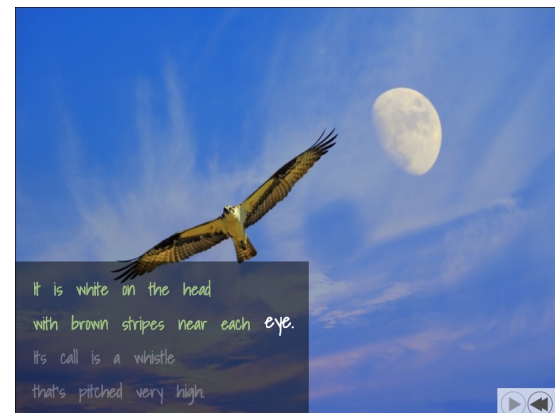 It is white on the head
with brown stripes near each eye.
It's call is a whistle
that's pitched very high.